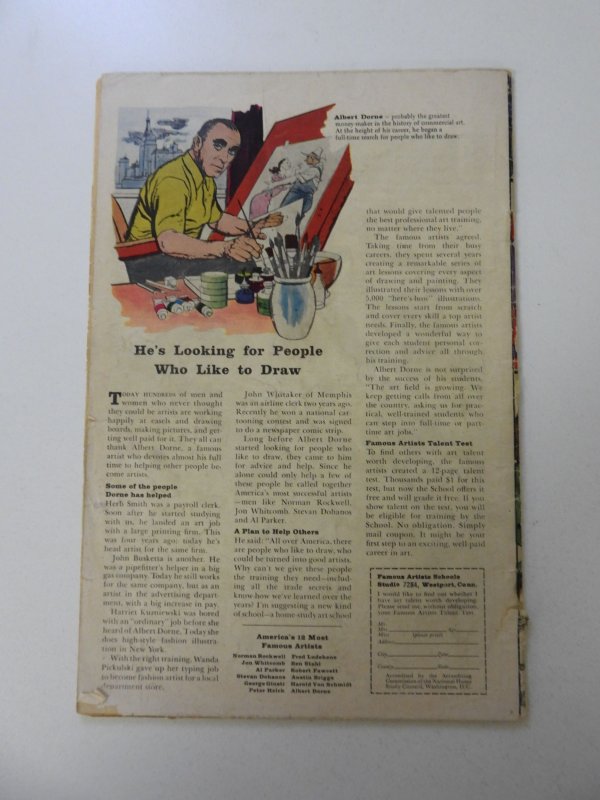 Albert Dorne – probably the greatest
money-maker in the history of commercial art.
At the height of his career, he began a
full-time search for people who like to draw.
He's Looking for People
Who Like to Draw
TODAY HUNDREDS of men and
women who never thought
they could be artists are working
happily at easels and drawing
boards, making pictures, and get-
ting well paid for it. They all can
thank Albert Dorne, a famous
artist who devotes almost his full
time to helping other people be-
come artists.
Some of the people
Dorne has helped
Herb Smith was a payroll clerk.
Soon after he started studying
with us, he landed an art job
with a large printing firm. This
was four years ago: today he's
head artist for the same firm.
John Busketta is another. He
was a pipefitter's helper in a big
gas company. Today he still works
for the same company, but as an
artist in the advertising depart-
ment, with a big increase in pay.
Harriet Kuzniewski was bored
with an "ordinary" job before she
heard of Albert Dorne. Today she
does high-style fashion illustra-
tion in New York.
With the right training, Wanda
Pickulski gave up her typing job
to become fashion artist for a local
department store.
John Whitaker of Memphis
was an airline clerk two years ago.
Recently he won a national car-
tooning contest and was signed
to do a newspaper comic strip.
Long before Albert Dorne
started looking for people who
like to draw, they came to him
for advice and help. Since he
alone could only help a few of
these people he called together
America's most successful artists
—men like Norman Rockwell,
Jon Whitcomb, Stevan Dohanos
and Al Parker.
A Plan to Help Others
He said: "All over America, there
are people who like to draw, who
could be turned into good artists.
Why can't we give these people
the training they need—includ-
ing all the trade secrets and
know-how we've learned over the
years? I'm suggesting a new kind
of school—a home study art school
America's 12 Most
Famous Artists
Norman Rockwell Fred Ludekens
Jon Whitcomb Ben Stahl
Al Parker Robert Fawcett
Stevan Dohanos Austin Briggs
George Giusti Harold Von Schmidt
Peter Helck Albert Dorne
that would give talented people
the best professional art training,
no matter where they live."
The famous artists agreed.
Taking time from their busy
careers, they spent several years
creating a remarkable series of
art lessons covering every aspect
of drawing and painting. They
illustrated their lessons with over
5,000 "here's-how" illustrations.
The lessons start from scratch
and cover every skill a top artist
needs. Finally, the famous artists
developed a wonderful way to
give each student personal cor-
rection and advice all through
his training.
Albert Dorne is not surprised
by the success of his students.
"The art field is growing. We
keep getting calls from all over
the country, asking us for prac-
tical, well-trained students who
can step into full-time or part-
time art jobs."
Famous Artists Talent Test
To find others with art talent
worth developing, the famous
artists created a 12-page talent
test. Thousands paid $1 for this
test, but now the School offers it
free and will grade it free. If you
show talent on the test, you will
be eligible for training by the
School. No obligation. Simply
mail coupon. It might be your
first step to an exciting, well-paid
career in art.
Famous Artists Schools
Studio 7284, Westport, Conn.
I would like to find out whether I
have art talent worth developing.
Please send me, without obligation,
your Famous Artists Talent Test.
Mr.
Mrs. Age
Miss (please print)
Address
City Zone
County State
Accredited by the Accrediting
Commission of the National Home
Study Council, Washington, D.C.